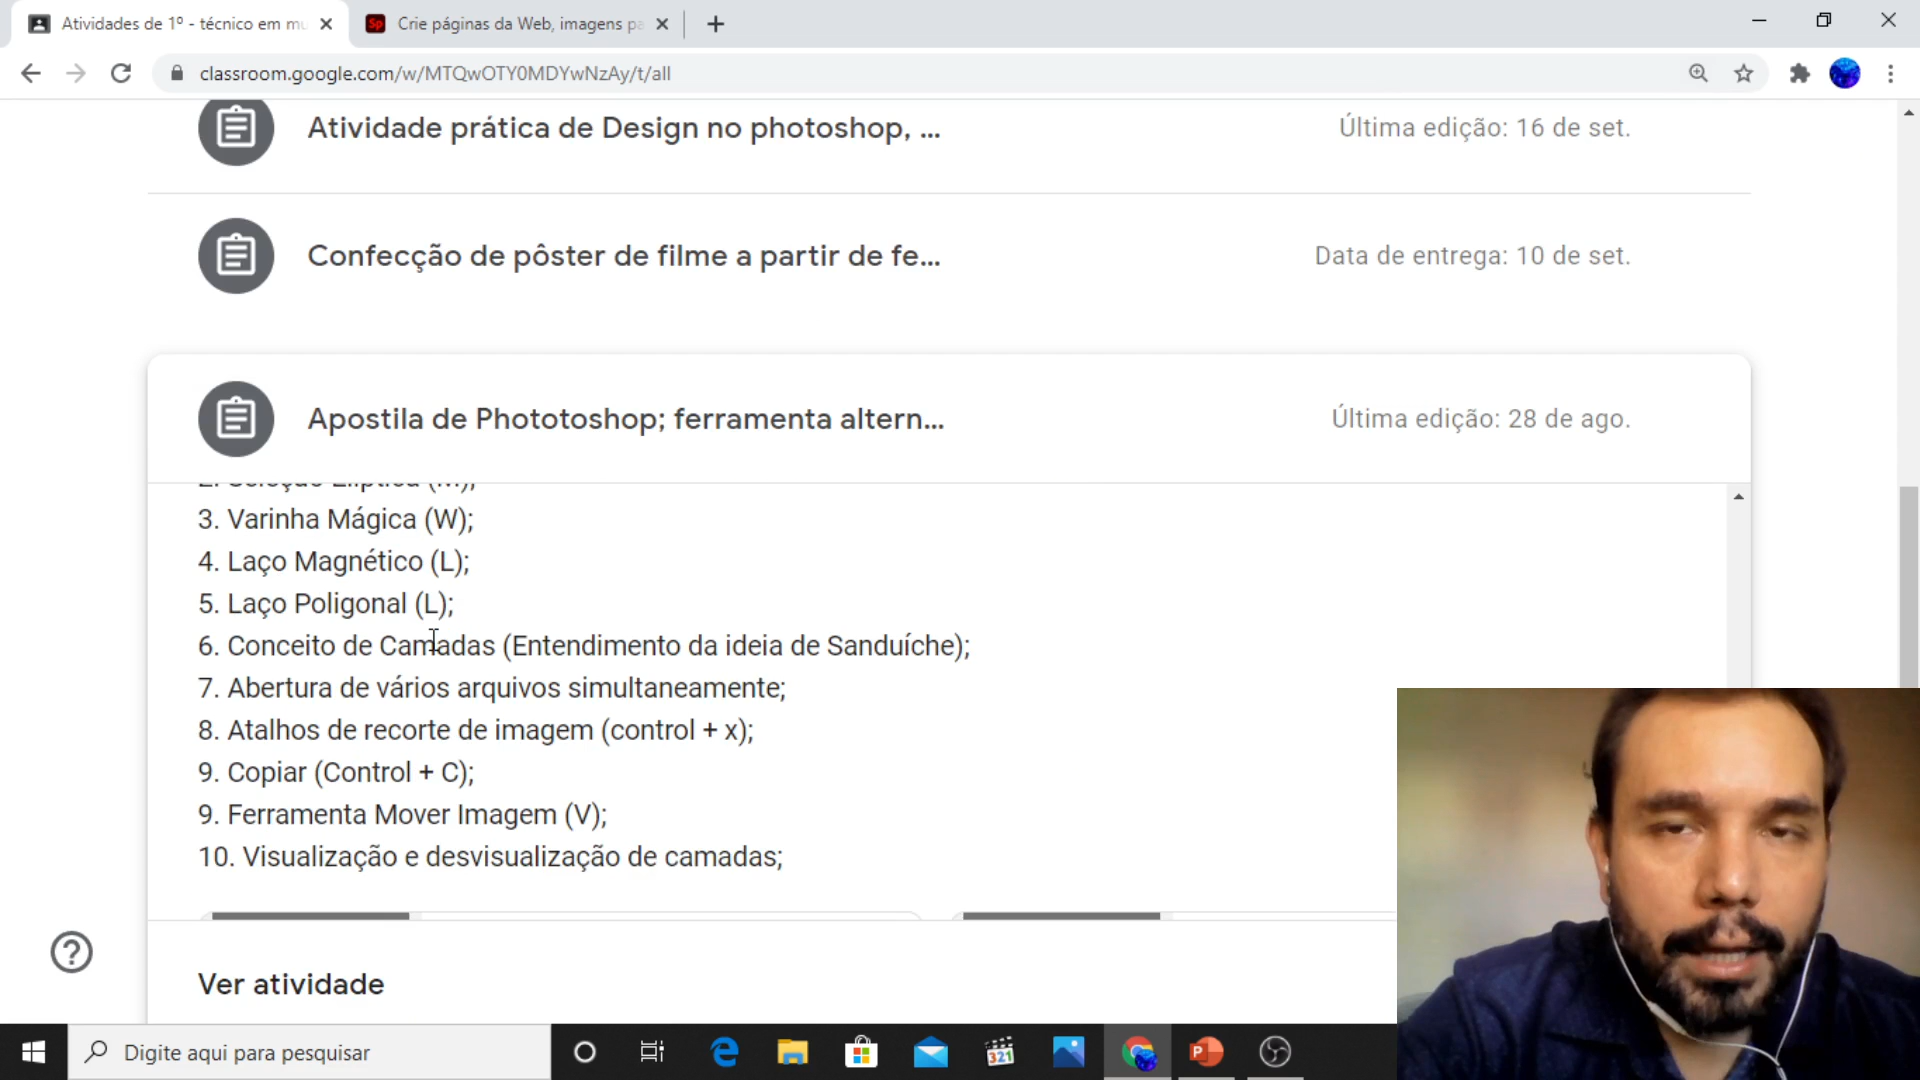 Atividades de 1º - técnico em mu
Sp
Crie páginas da Web, imagens pa
classroom.google.com/w/MTQwOTY0MDYwNzAy/t/all
Atividade prática de Design no photoshop, ...
Última edição: 16 de set.
Confecção de pôster de filme a partir de fe...
Data de entrega: 10 de set.
Apostila de Phototoshop; ferramenta altern...
Última edição: 28 de ago.
2. Seleção Elíptica (M);
3. Varinha Mágica (W);
4. Laço Magnético (L);
5. Laço Poligonal (L);
6. Conceito de Camadas (Entendimento da ideia de Sanduíche);
7. Abertura de vários arquivos simultaneamente;
8. Atalhos de recorte de imagem (control + x);
9. Copiar (Control + C);
9. Ferramenta Mover Imagem (V);
10. Visualização e desvisualização de camadas;
Ver atividade
Digite aqui para pesquisar
321
P